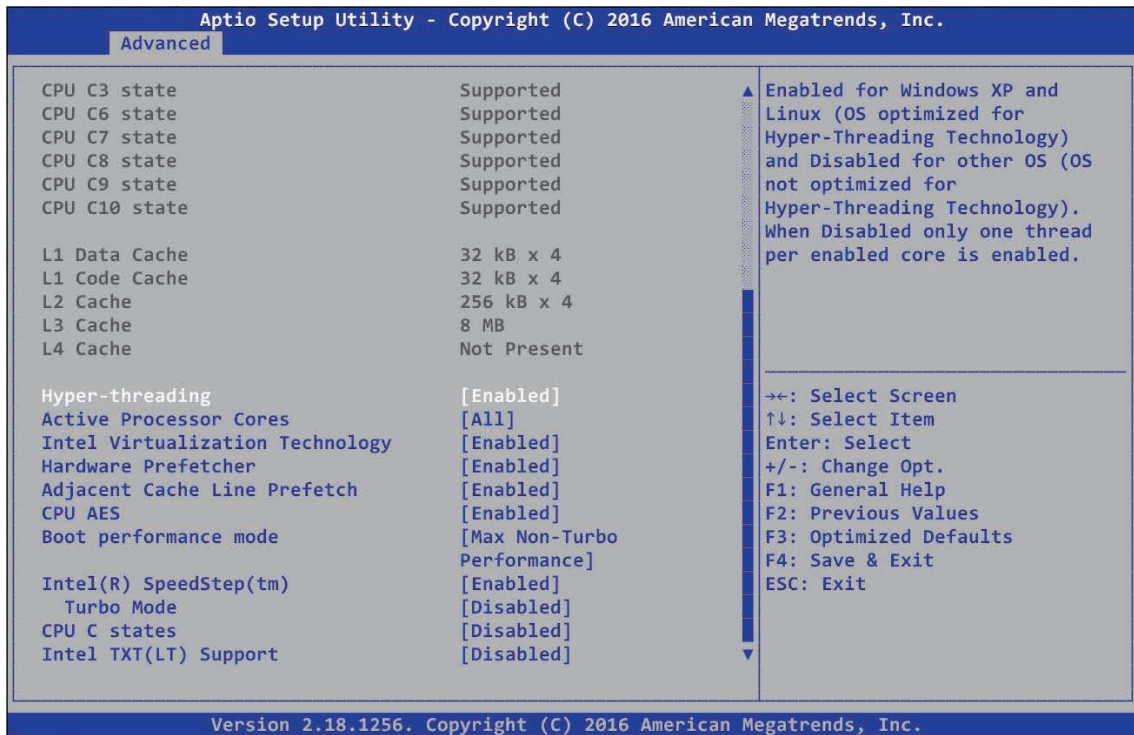 Aptio Setup Utility - Copyright (C) 2016 American Megatrends, Inc.
Advanced
CPU C3 state Supported
CPU C6 state Supported
CPU C7 state Supported
CPU C8 state Supported
CPU C9 state Supported
CPU C10 state Supported
L1 Data Cache 32 kB x 4
L1 Code Cache 32 kB x 4
L2 Cache 256 kB x 4
L3 Cache 8 MB
L4 Cache Not Present
Hyper-threading [Enabled]
Active Processor Cores [All]
Intel Virtualization Technology [Enabled]
Hardware Prefetcher [Enabled]
Adjacent Cache Line Prefetch [Enabled]
CPU AES [Enabled]
Boot performance mode [Max Non-Turbo
Performance]
Intel(R) SpeedStep(tm) [Enabled]
Turbo Mode [Disabled]
CPU C states [Disabled]
Intel TXT(LT) Support [Disabled]
Enabled for Windows XP and
Linux (OS optimized for
Hyper-Threading Technology)
and Disabled for other OS (OS
not optimized for
Hyper-Threading Technology).
When Disabled only one thread
per enabled core is enabled.
→←: Select Screen
↑↓: Select Item
Enter: Select
+/-: Change Opt.
F1: General Help
F2: Previous Values
F3: Optimized Defaults
F4: Save & Exit
ESC: Exit
Version 2.18.1256. Copyright (C) 2016 American Megatrends, Inc.